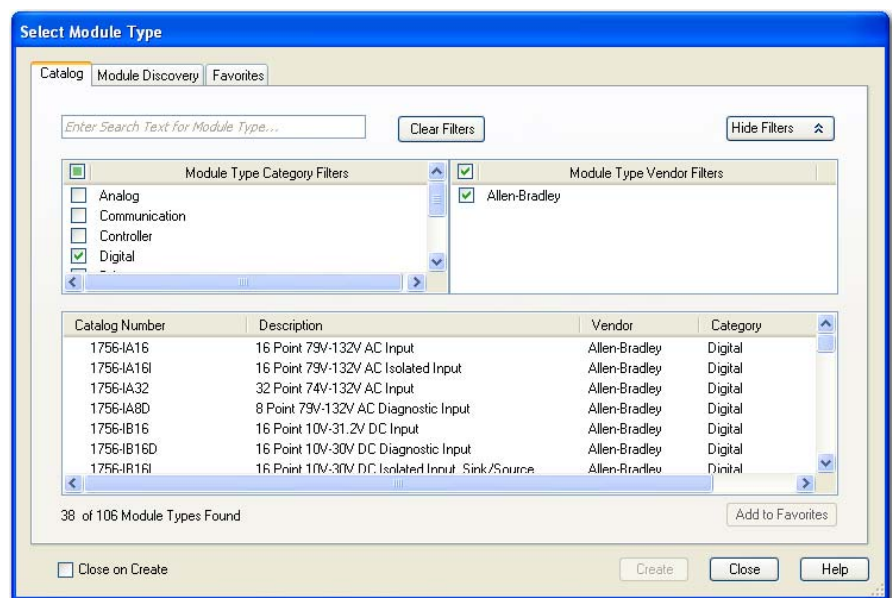 Select Module Type
Catalog Module Discovery Favorites
Enter Search Text for Module Type... Clear Filters Hide Filters
Module Type Category Filters Module Type Vendor Filters
Analog Allen-Bradley
Communication
Controller
Digital
Catalog Number Description Vendor Category
1756-IA16 16 Point 79V-132V AC Input Allen-Bradley Digital
1756-IA16I 16 Point 79V-132V AC Isolated Input Allen-Bradley Digital
1756-IA32 32 Point 74V-132V AC Input Allen-Bradley Digital
1756-IA8D 8 Point 79V-132V AC Diagnostic Input Allen-Bradley Digital
1756-IB16 16 Point 10V-31.2V DC Input Allen-Bradley Digital
1756-IB16D 16 Point 10V-30V DC Diagnostic Input Allen-Bradley Digital
1756-IB16I 16 Point 10V-30V DC Isolated Input, Sink/Source Allen-Bradley Digital
38 of 106 Module Types Found Add to Favorites
Close on Create Create Close Help